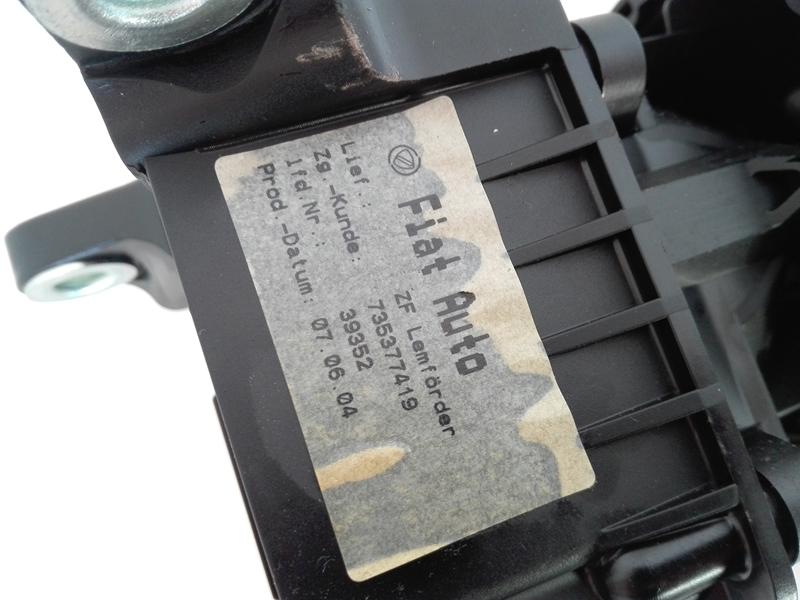 Fiat Auto
Lief.: ZF Lemförder
Zg.-Kunde: 735377419
lfd.Nr.: 39352
Prod.-Datum: 07.06.04